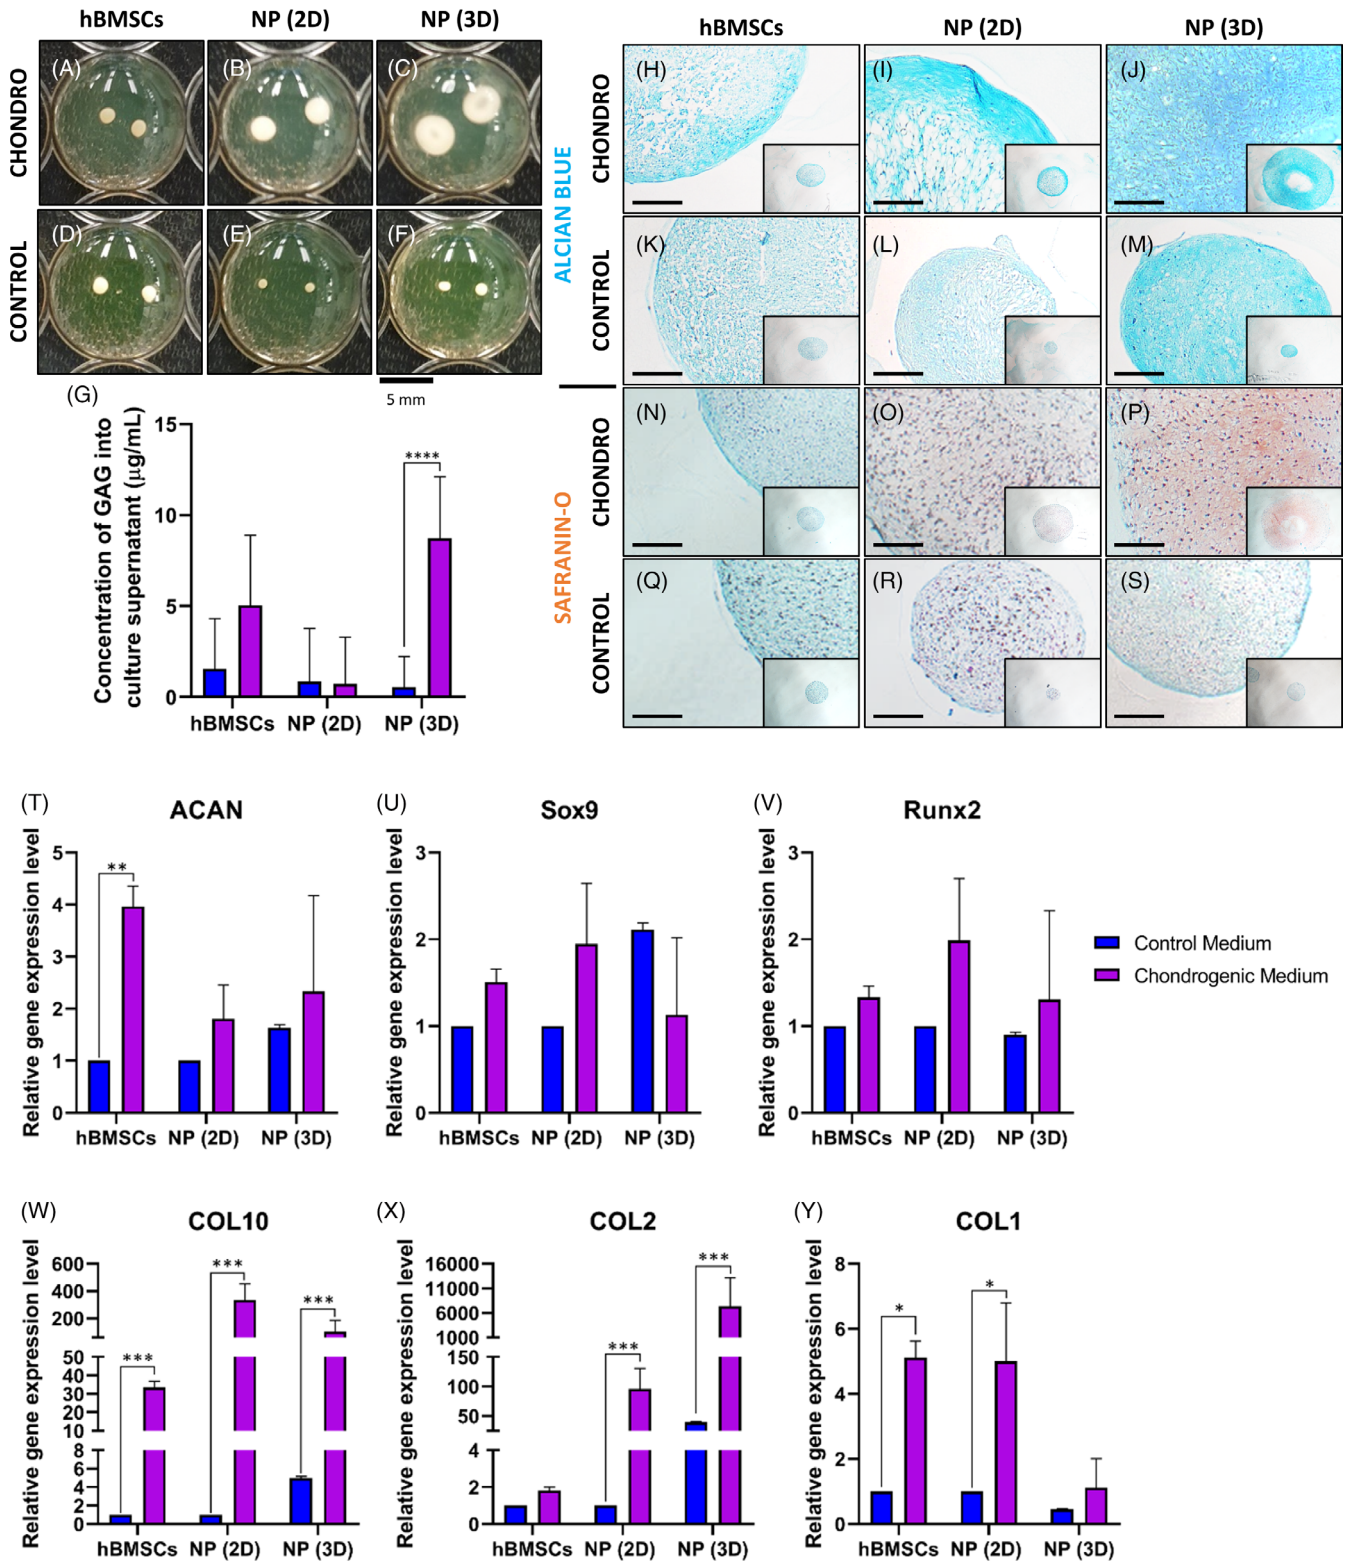 hBMSCs NP (2D) NP (3D)
CHONDRO
(A) (B) (C)
CONTROL
(D) (E) (F)
5 mm
hBMSCs NP (2D) NP (3D)
ALCIAN BLUE
CHONDRO
(H) (I) (J)
CONTROL
(K) (L) (M)
SAFRANIN-O
CHONDRO
(N) (O) (P)
CONTROL
(Q) (R) (S)
(G)
Concentration of GAG into
culture supernatant (µg/mL)
15
10
5
0
****
hBMSCs NP (2D) NP (3D)
(T)
ACAN
Relative gene expression level
5
4
3
2
1
0
**
hBMSCs NP (2D) NP (3D)
(U)
Sox9
Relative gene expression level
3
2
1
0
hBMSCs NP (2D) NP (3D)
(V)
Runx2
Relative gene expression level
3
2
1
0
hBMSCs NP (2D) NP (3D)
Control Medium
Chondrogenic Medium
(W)
COL10
Relative gene expression level
600
400
200
50
40
30
20
10
8
6
4
2
0
*** *** ***
hBMSCs NP (2D) NP (3D)
(X)
COL2
Relative gene expression level
16000
11000
6000
1000
150
100
50
4
2
0
*** ***
hBMSCs NP (2D) NP (3D)
(Y)
COL1
Relative gene expression level
8
6
4
2
0
* *
hBMSCs NP (2D) NP (3D)